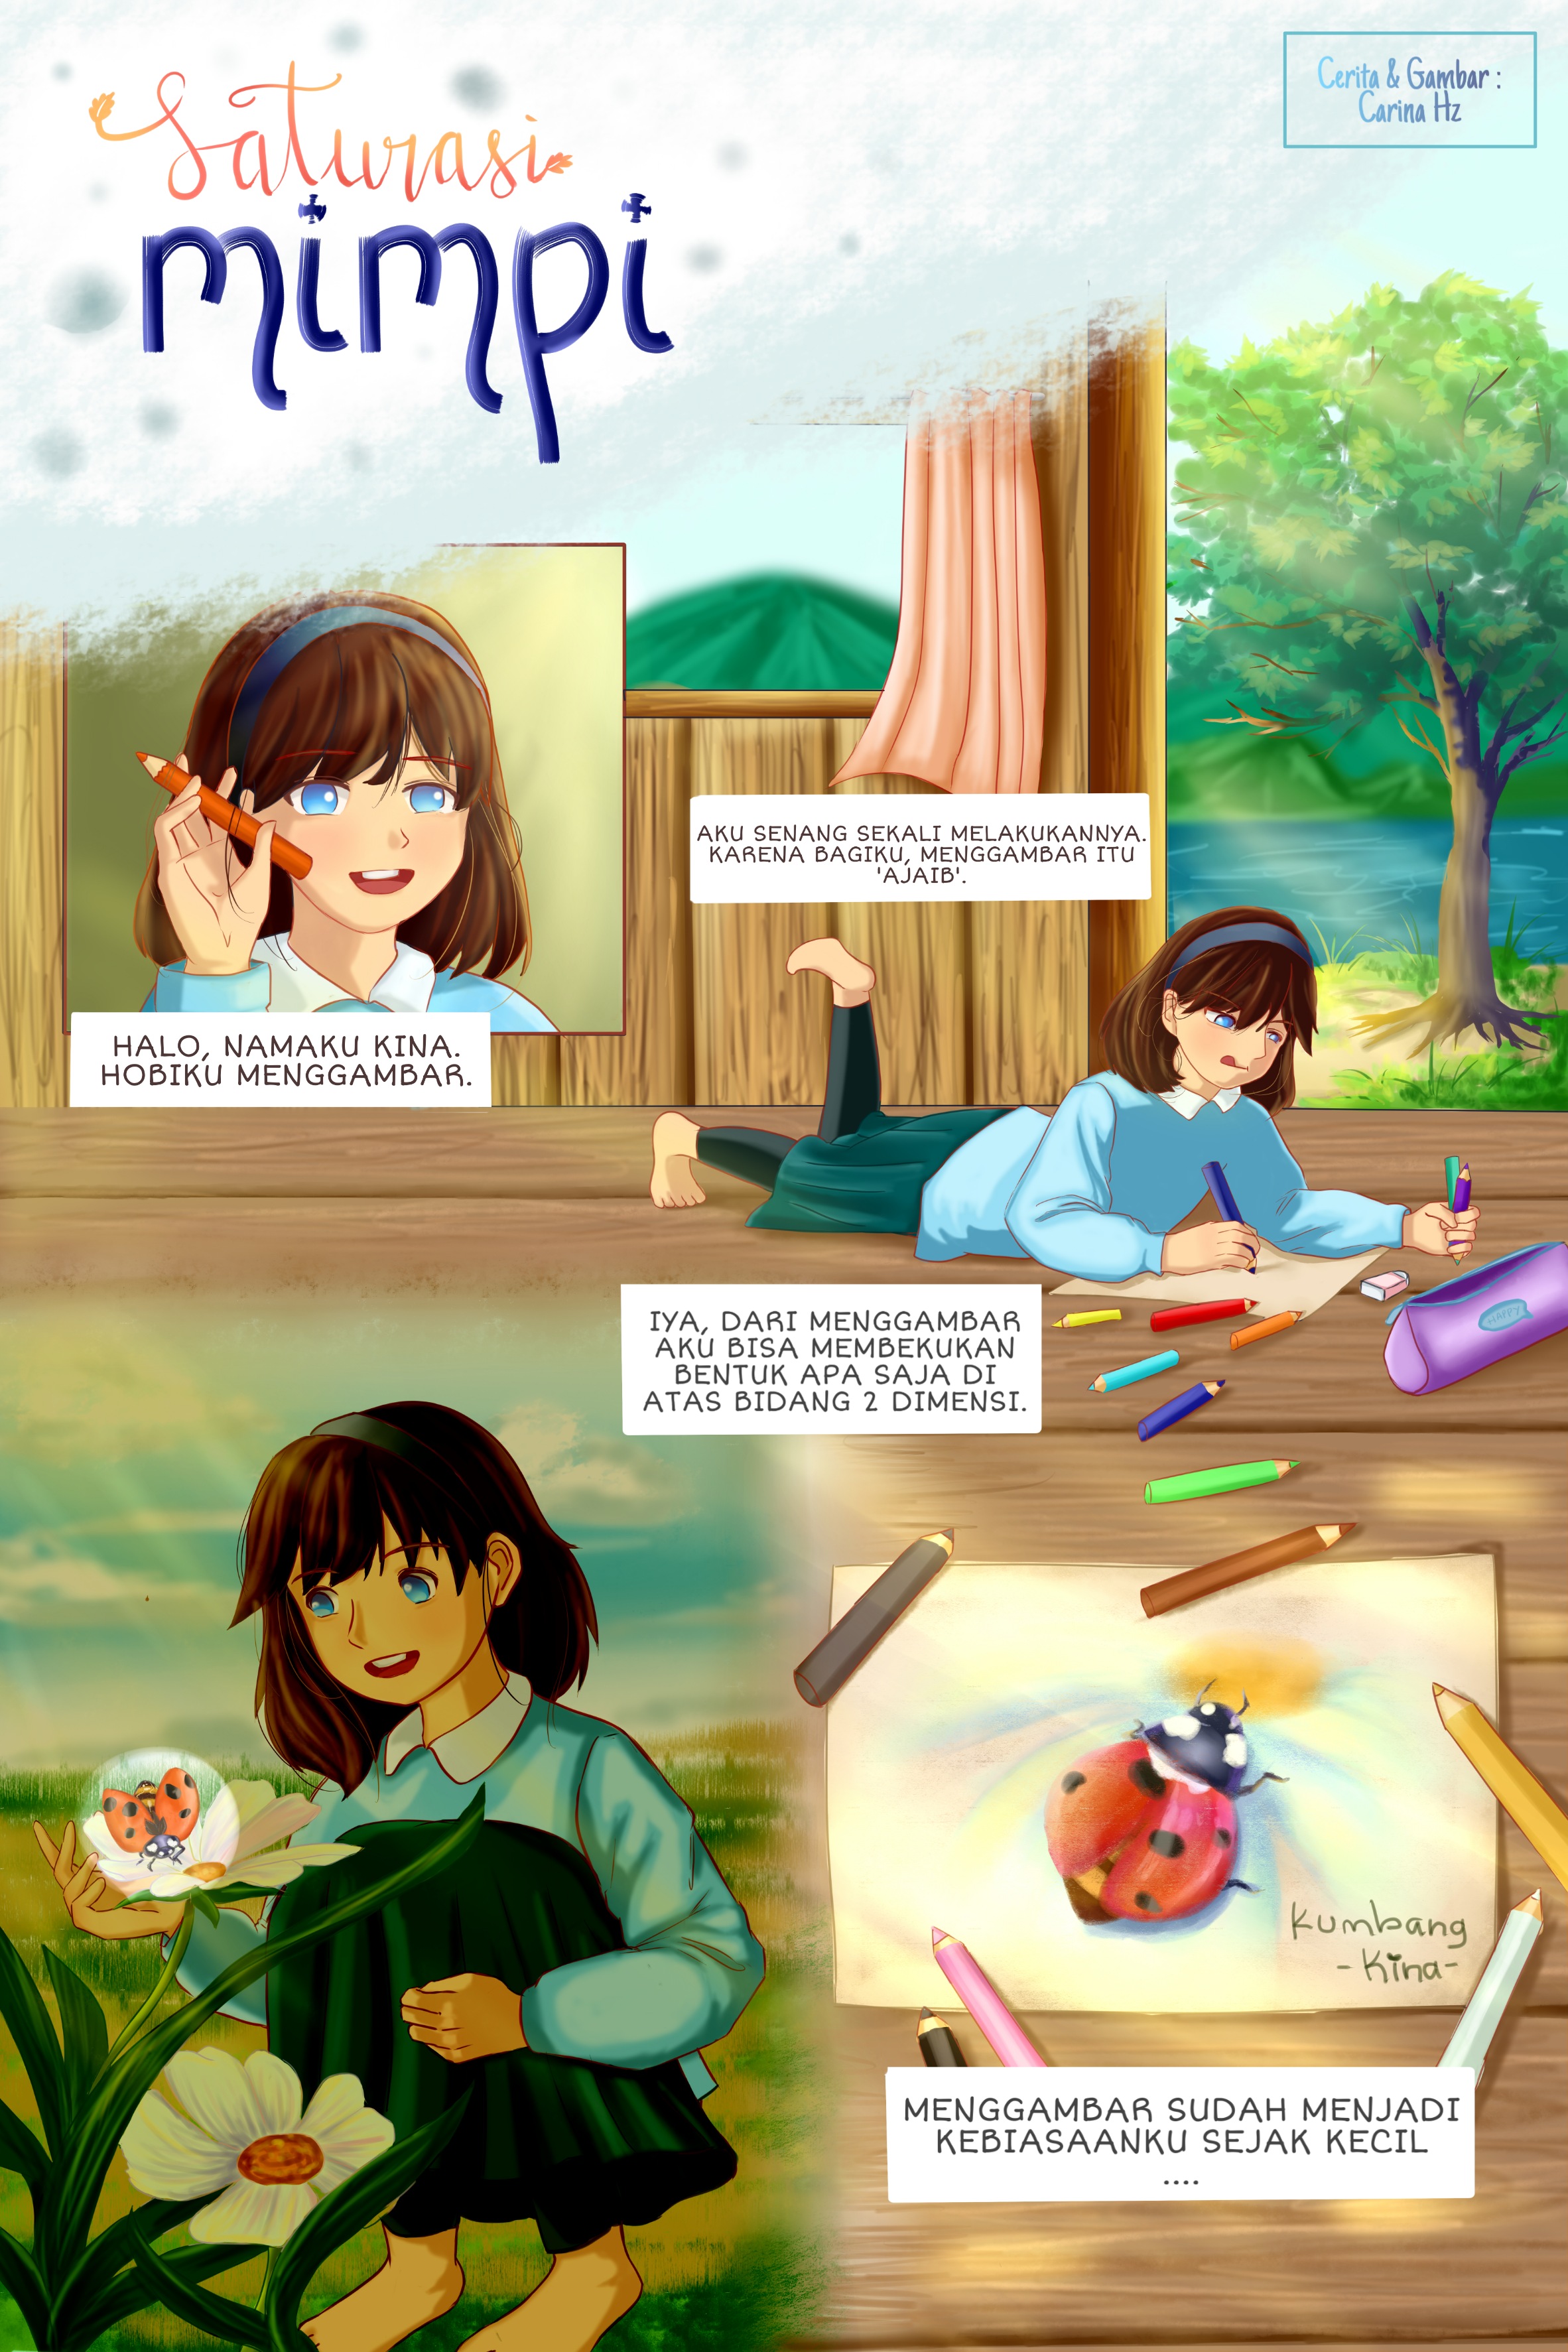 Saturasi
mimpi
Cerita & Gambar :
Carina Hz
HALO, NAMAKU KINA.
HOBIKU MENGGAMBAR.
AKU SENANG SEKALI MELAKUKANNYA.
KARENA BAGIKU, MENGGAMBAR ITU
'AJAIB'.
IYA, DARI MENGGAMBAR
AKU BISA MEMBEKUKAN
BENTUK APA SAJA DI
ATAS BIDANG 2 DIMENSI.
HAPPY
Kumbang
-Kina-
MENGGAMBAR SUDAH MENJADI
KEBIASAANKU SEJAK KECIL
....